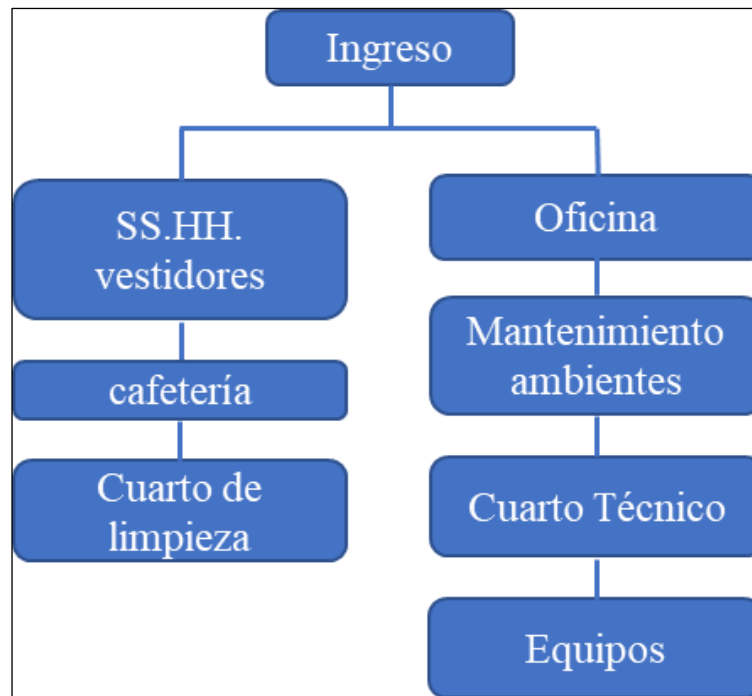 Ingreso
SS.HH.
vestidores
cafetería
Cuarto de
limpieza
Oficina
Mantenimiento
ambientes
Cuarto Técnico
Equipos